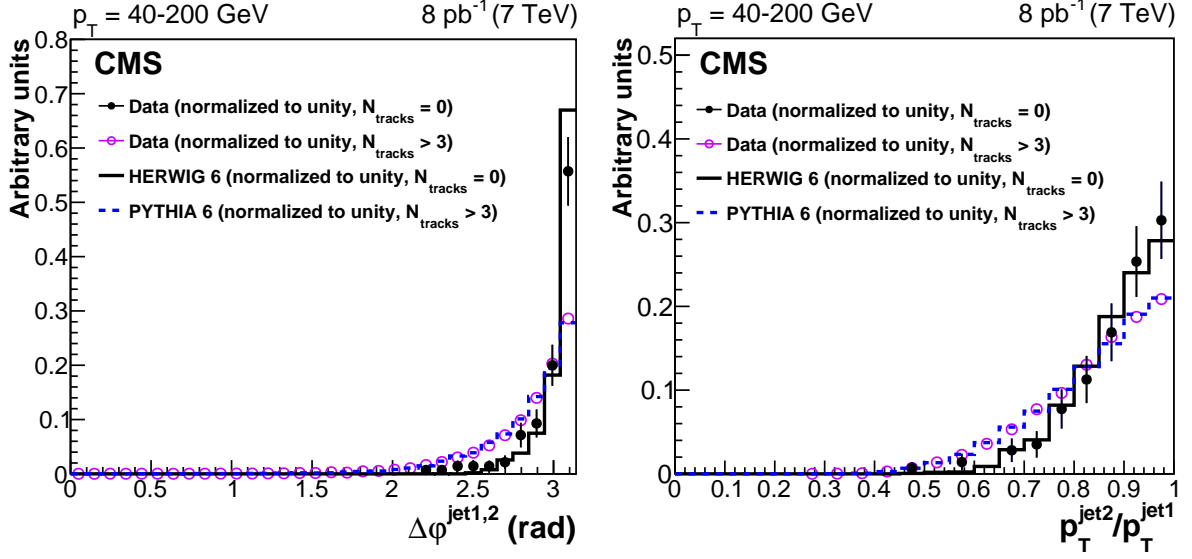 p_T = 40-200 GeV 8 pb⁻¹ (7 TeV)
CMS
Data (normalized to unity, N_tracks = 0)
Data (normalized to unity, N_tracks > 3)
HERWIG 6 (normalized to unity, N_tracks = 0)
PYTHIA 6 (normalized to unity, N_tracks > 3)
Arbitrary units
0.8
0.7
0.6
0.5
0.4
0.3
0.2
0.1
0
0 0.5 1 1.5 2 2.5 3
Δφ^jet1,2 (rad)
p_T = 40-200 GeV 8 pb⁻¹ (7 TeV)
CMS
Data (normalized to unity, N_tracks = 0)
Data (normalized to unity, N_tracks > 3)
HERWIG 6 (normalized to unity, N_tracks = 0)
PYTHIA 6 (normalized to unity, N_tracks > 3)
Arbitrary units
0.5
0.4
0.3
0.2
0.1
0
0 0.1 0.2 0.3 0.4 0.5 0.6 0.7 0.8 0.9 1
p_T^jet2/p_T^jet1